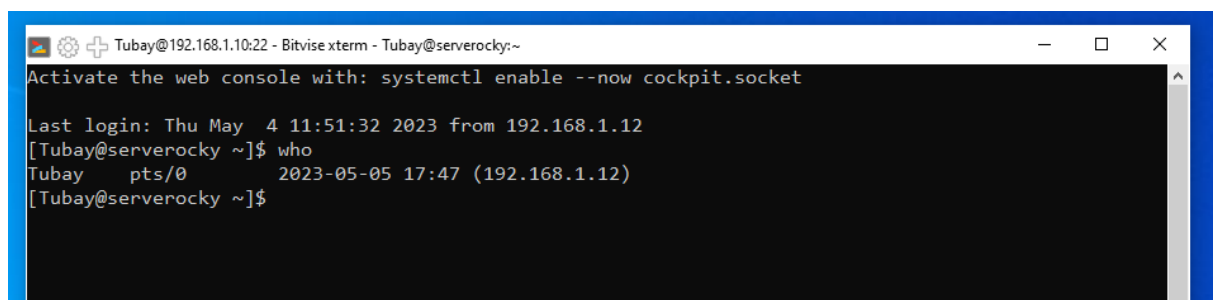 Tubay@192.168.1.10:22 - Bitvise xterm - Tubay@serverocky:~
Activate the web console with: systemctl enable --now cockpit.socket
Last login: Thu May  4 11:51:32 2023 from 192.168.1.12
[Tubay@serverocky ~]$ who
Tubay    pts/0        2023-05-05 17:47 (192.168.1.12)
[Tubay@serverocky ~]$